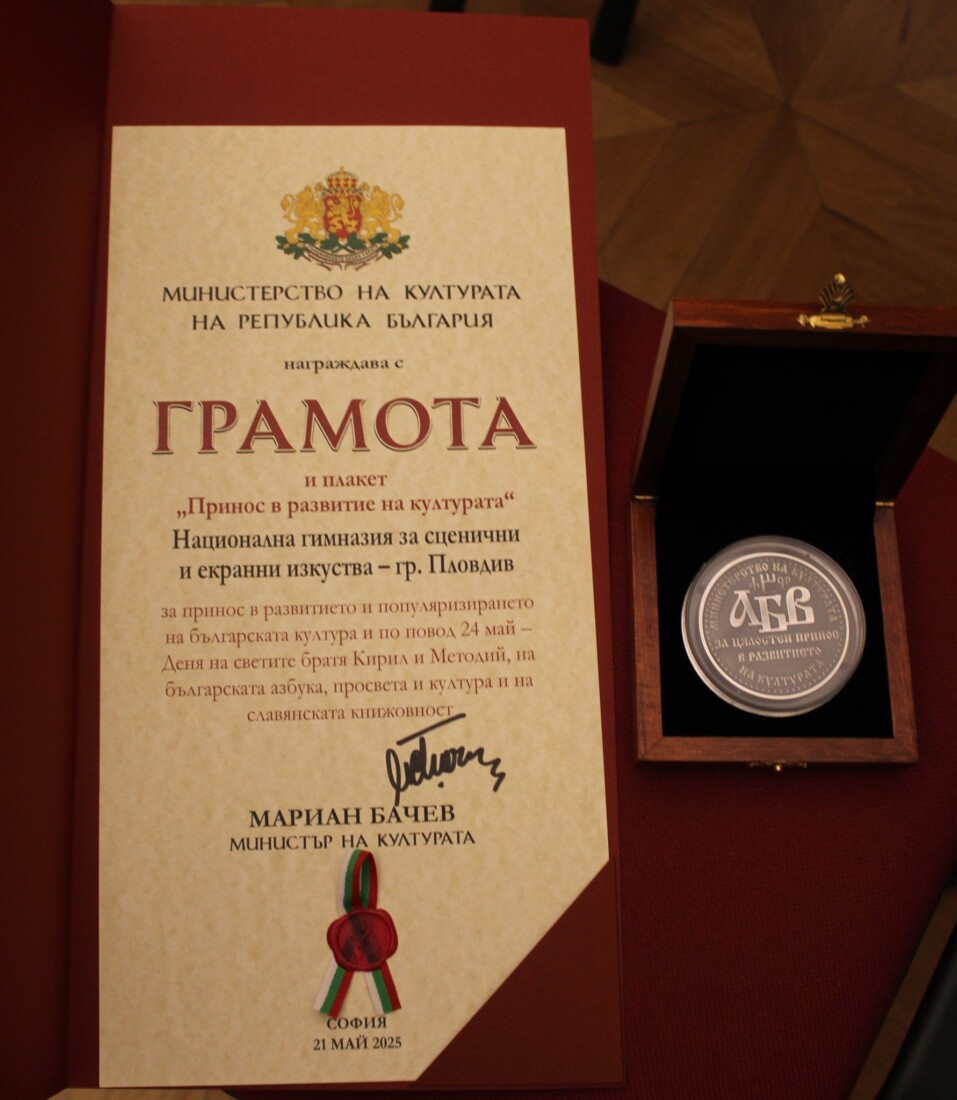 МИНИСТЕРСТВО НА КУЛТУРАТА
НА РЕПУБЛИКА БЪЛГАРИЯ
награждава с
ГРАМОТА
и плакет
„Принос в развитие на културата“
Национална гимназия за сценични
и екранни изкуства – гр. Пловдив
за принос в развитието и популяризирането
на българската култура и по повод 24 май –
Деня на светите братя Кирил и Методий, на
българската азбука, просвета и култура и на
славянската книжовност
МАРИАН БАЧЕВ
МИНИСТЪР НА КУЛТУРАТА
СОФИЯ
21 МАЙ 2025
МИНИСТЕРСТВО НА КУЛТУРАТА
АБВ
ЗА ЦЯЛОСТЕН ПРИНОС
В РАЗВИТИЕТО
НА КУЛТУРАТА